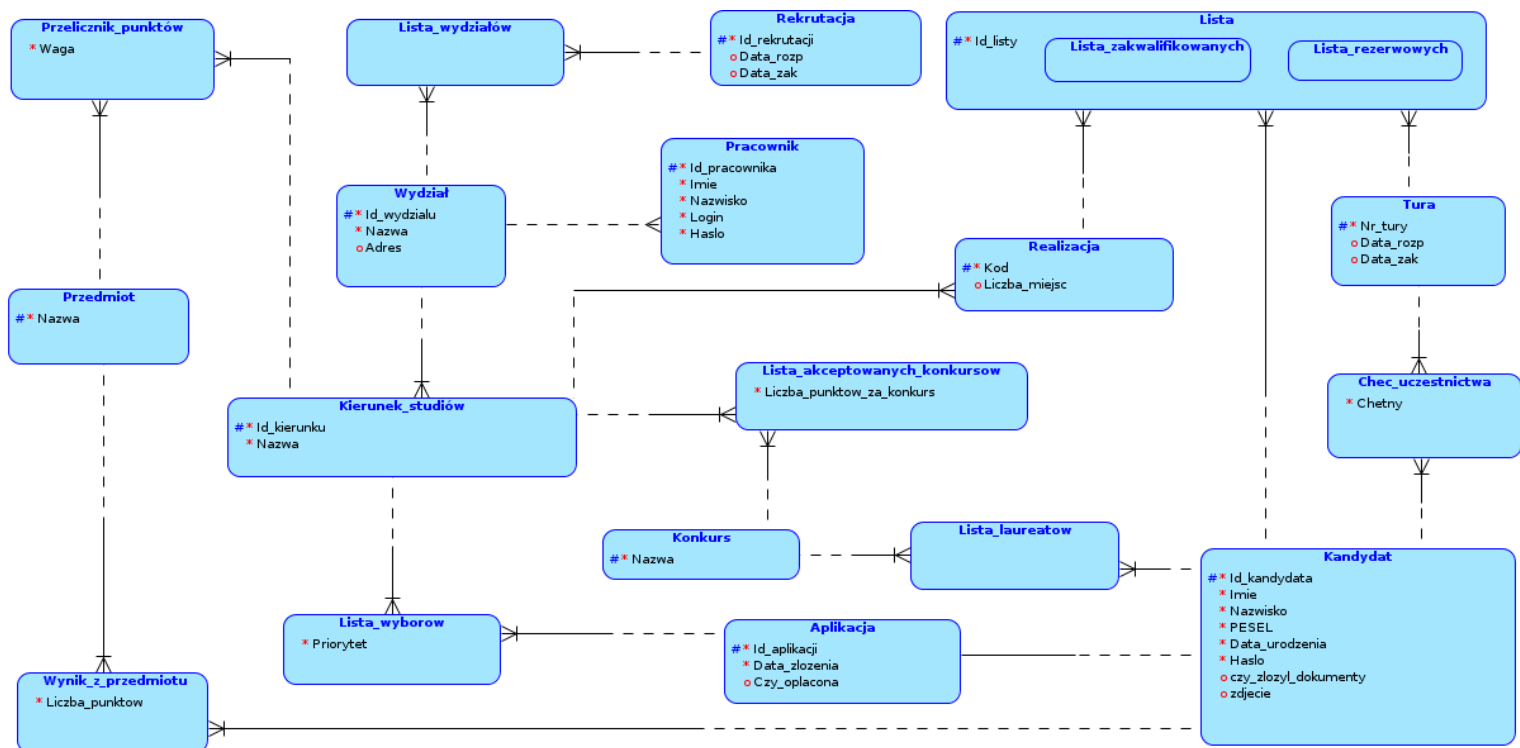 Przelicznik_punktów
* Waga
Lista_wydziałów
Rekrutacja
#* Id_rekrutacji
o Data_rozp
o Data_zak
Lista
#* Id_listy
Lista_zakwalifikowanych
Lista_rezerwowych
Pracownik
#* Id_pracownika
* Imie
* Nazwisko
* Login
* Haslo
Wydział
#* Id_wydzialu
* Nazwa
o Adres
Tura
#* Nr_tury
o Data_rozp
o Data_zak
Realizacja
#* Kod
o Liczba_miejsc
Przedmiot
#* Nazwa
Lista_akceptowanych_konkursow
* Liczba_punktow_za_konkurs
Chec_uczestnictwa
* Chetny
Kierunek_studiów
#* Id_kierunku
* Nazwa
Konkurs
#* Nazwa
Lista_laureatow
Kandydat
#* Id_kandydata
* Imie
* Nazwisko
* PESEL
* Data_urodzenia
* Haslo
o czy_zlozyl_dokumenty
o zdjecie
Lista_wyborow
* Priorytet
Aplikacja
#* Id_aplikacji
* Data_zlozenia
o Czy_oplacona
Wynik_z_przedmiotu
* Liczba_punktow